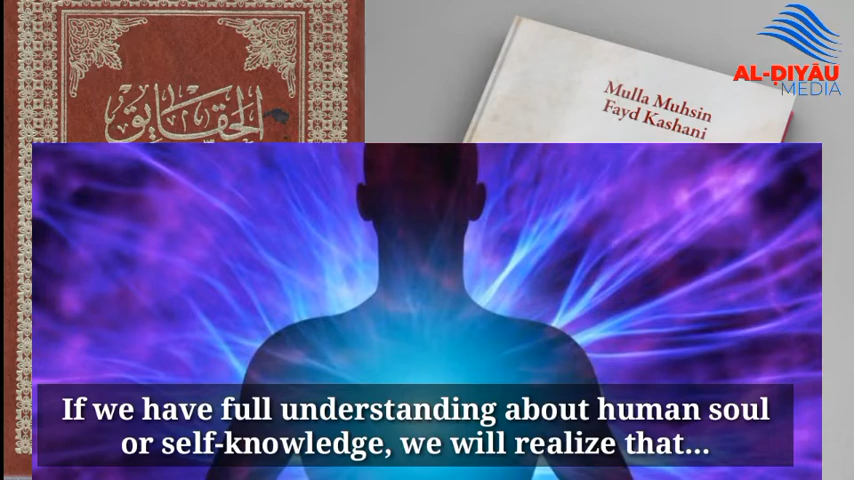 الحقايق
Mulla Muhsin
Fayd Kashani
AL-ḌIYĀU
MEDIA
If we have full understanding about human soul
or self-knowledge, we will realize that...